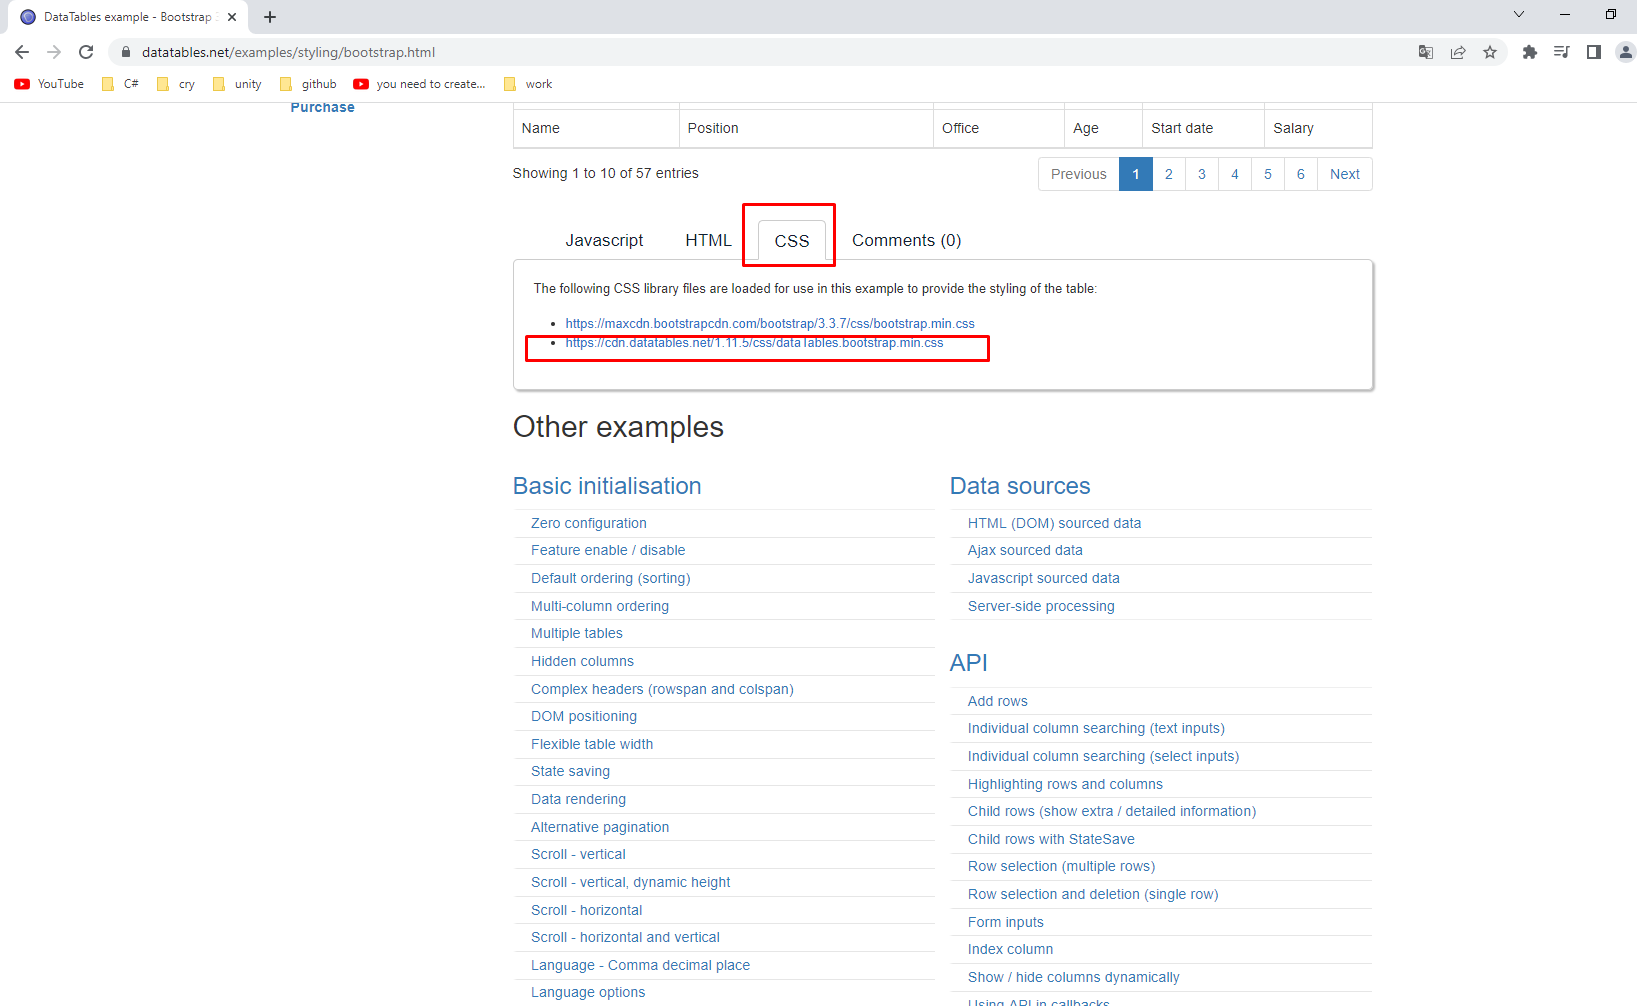 DataTables example - Bootstrap
datatables.net/examples/styling/bootstrap.html
YouTube C# cry unity github you need to create... work
Purchase
Name Position Office Age Start date Salary
Showing 1 to 10 of 57 entries
Previous 1 2 3 4 5 6 Next
Javascript HTML CSS Comments (0)
The following CSS library files are loaded for use in this example to provide the styling of the table:
https://maxcdn.bootstrapcdn.com/bootstrap/3.3.7/css/bootstrap.min.css
https://cdn.datatables.net/1.11.5/css/dataTables.bootstrap.min.css
Other examples
Basic initialisation
Zero configuration
Feature enable / disable
Default ordering (sorting)
Multi-column ordering
Multiple tables
Hidden columns
Complex headers (rowspan and colspan)
DOM positioning
Flexible table width
State saving
Data rendering
Alternative pagination
Scroll - vertical
Scroll - vertical, dynamic height
Scroll - horizontal
Scroll - horizontal and vertical
Language - Comma decimal place
Language options
Data sources
HTML (DOM) sourced data
Ajax sourced data
Javascript sourced data
Server-side processing
API
Add rows
Individual column searching (text inputs)
Individual column searching (select inputs)
Highlighting rows and columns
Child rows (show extra / detailed information)
Child rows with StateSave
Row selection (multiple rows)
Row selection and deletion (single row)
Form inputs
Index column
Show / hide columns dynamically
Using API in callbacks